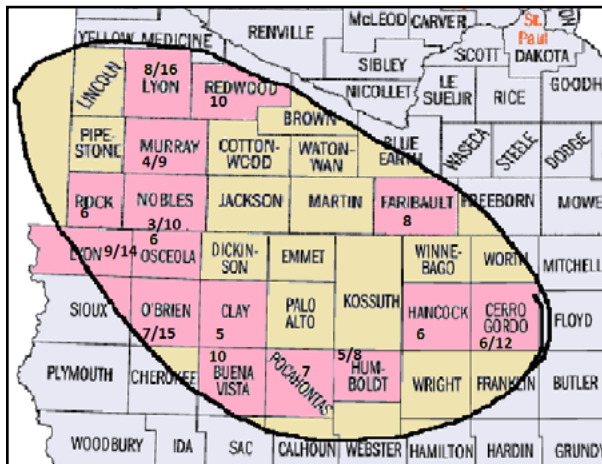 McLEOD CARVER
RENVILLE
St.
Paul
YELLOW MEDICINE
SCOTT DAKOTA
SIBLEY
LINCOLN
8/16
LYON
REDWOOD
10
NICOLLET
LE
SUEUR
RICE
GOODH
BROWN
PIPE-
STONE
MURRAY
4/9
COTTON-
WOOD
WATON-
WAN
BLUE
EARTH
WASECA
STEELE
DODGE
ROCK
6
NOBLES
3/10
JACKSON
MARTIN
FARIBAULT
8
FREEBORN
MOWE
LYON 9/14
6
OSCEOLA
DICKIN-
SON
EMMET
WINNE-
BAGO
WORTH
MITCHELL
SIOUX
O'BRIEN
7/15
CLAY
5
PALO
ALTO
KOSSUTH
HANCOCK
6
CERRO
GORDO
6/12
FLOYD
PLYMOUTH
CHEROKEE
10
BUENA
VISTA
7
POCAHONTAS
5/8
HUM-
BOLDT
WRIGHT
FRANKLIN
BUTLER
WOODBURY
IDA
SAC
CALHOUN
WEBSTER
HAMILTON
HARDIN
GRUNDY